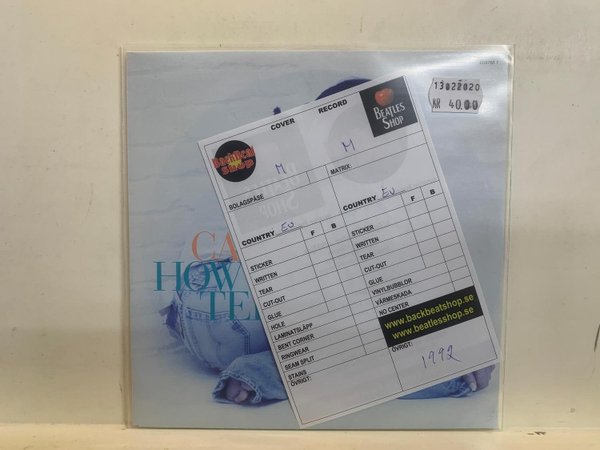 13022020
KR 40.00
COVER
RECORD
BackBeat
shop
BEATLES
SHOP
M
M
BOLAGSPÅSE
MATRIX:
COUNTRY EU F B
COUNTRY EU F B
STICKER
WRITTEN
TEAR
CUT-OUT
GLUE
HOLE
LAMINATSLÄPP
BENT CORNER
RINGWEAR
SEAM SPLIT
STAINS
ÖVRIGT:
STICKER
WRITTEN
TEAR
CUT-OUT
GLUE
VINYLBUBBLOR
VÄRMESKADA
NO CENTER
www.backbeatshop.se
www.beatlesshop.se
ÖVRIGT:
1992
CA
HOW
TE